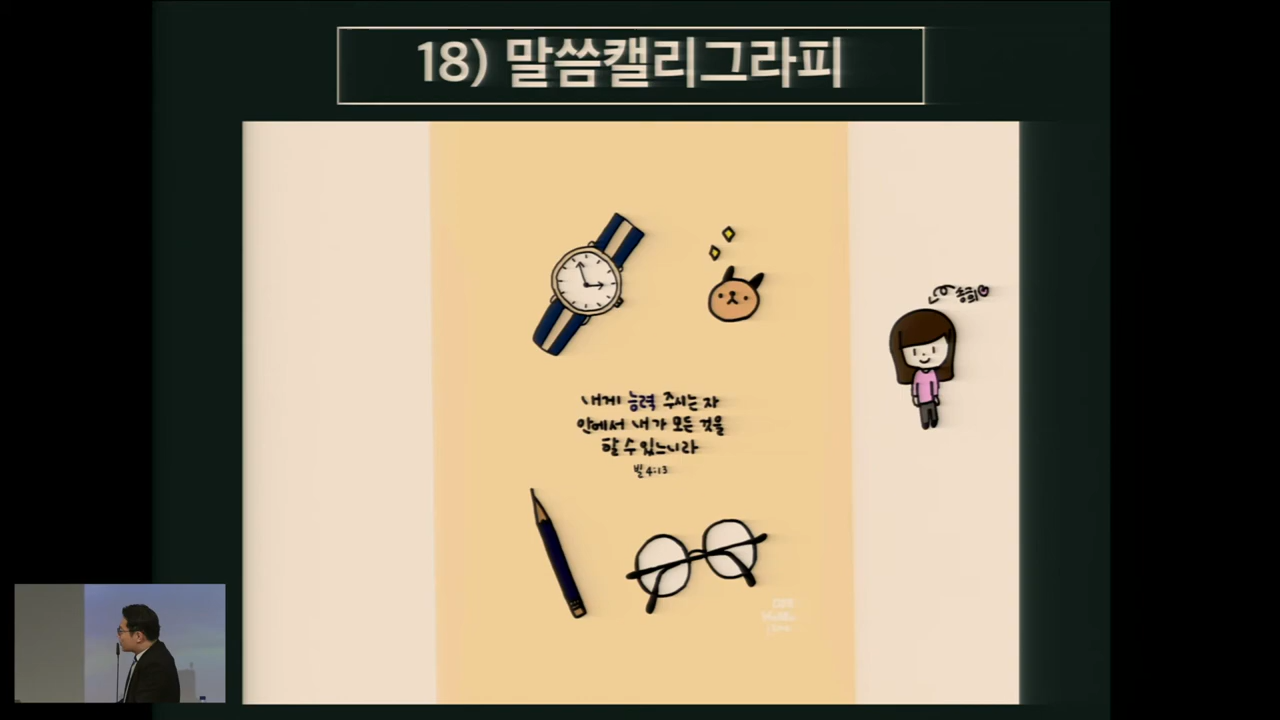 18) 말씀캘리그라피
내게 능력 주시는 자
안에서 내가 모든 것을
할 수 있느니라
빌 4:13